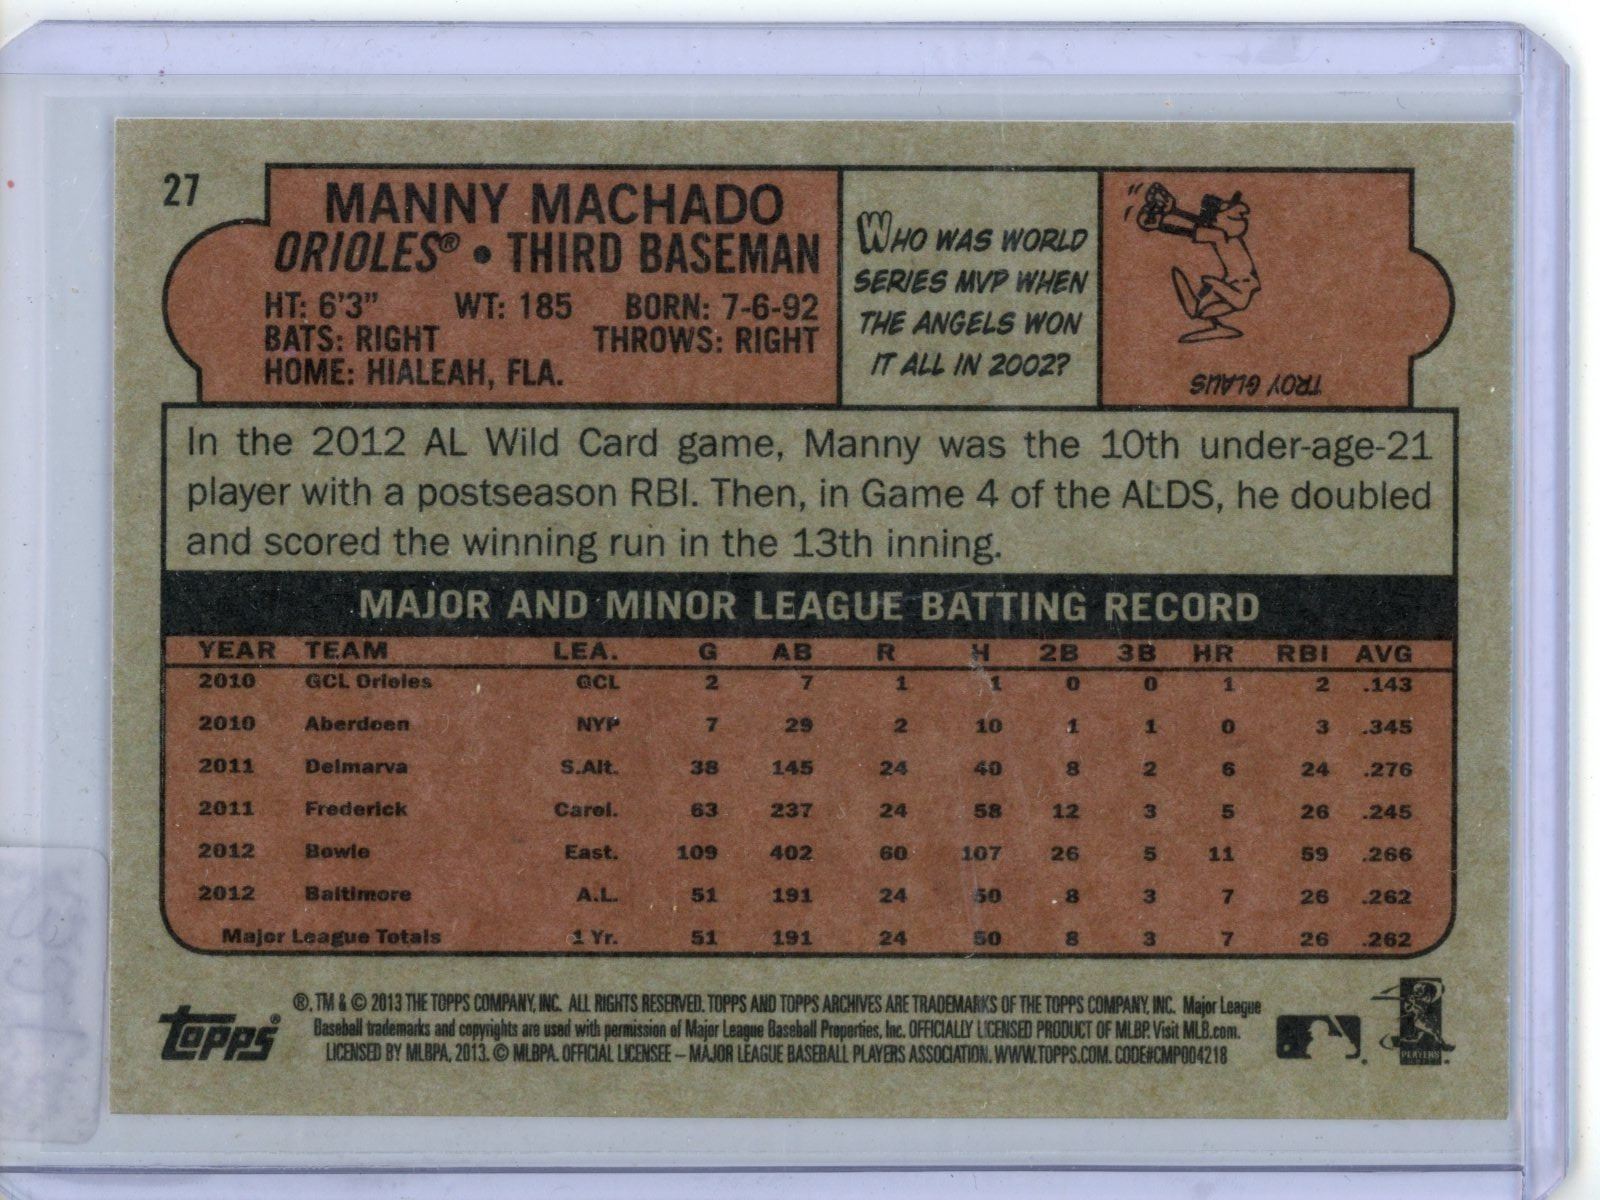 27
MANNY MACHADO
ORIOLES® • THIRD BASEMAN
HT: 6'3" WT: 185 BORN: 7-6-92
BATS: RIGHT THROWS: RIGHT
HOME: HIALEAH, FLA.
WHO WAS WORLD
SERIES MVP WHEN
THE ANGELS WON
IT ALL IN 2002?
TROY GLAUS
In the 2012 AL Wild Card game, Manny was the 10th under-age-21
player with a postseason RBI. Then, in Game 4 of the ALDS, he doubled
and scored the winning run in the 13th inning.
MAJOR AND MINOR LEAGUE BATTING RECORD
YEAR TEAM LEA. G AB R H 2B 3B HR RBI AVG
2010 GCL Orioles GCL 2 7 1 1 0 0 1 2 .143
2010 Aberdeen NYP 7 29 2 10 1 1 0 3 .345
2011 Delmarva S.Alt. 38 145 24 40 8 2 6 24 .276
2011 Frederick Carol. 63 237 24 58 12 3 5 26 .245
2012 Bowie East. 109 402 60 107 26 5 11 59 .266
2012 Baltimore A.L. 51 191 24 50 8 3 7 26 .262
Major League Totals 1 Yr. 51 191 24 50 8 3 7 26 .262
topps®
®, TM & © 2013 THE TOPPS COMPANY, INC. ALL RIGHTS RESERVED. TOPPS AND TOPPS ARCHIVES ARE TRADEMARKS OF THE TOPPS COMPANY, INC. Major League
Baseball trademarks and copyrights are used with permission of Major League Baseball Properties, Inc. OFFICIALLY LICENSED PRODUCT OF MLBP. Visit MLB.com.
LICENSED BY MLBPA, 2013. © MLBPA. OFFICIAL LICENSEE – MAJOR LEAGUE BASEBALL PLAYERS ASSOCIATION. WWW.TOPPS.COM. CODE#CMP004218
PLAYERS